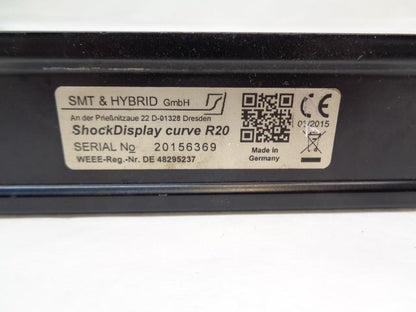 SMT & HYBRID GmbH
An der Prießnitzaue 22 D-01328 Dresden
ShockDisplay curve R20
SERIAL No 20156369
WEEE-Reg.-Nr. DE 48295237
Made in
Germany
CE
03/2015